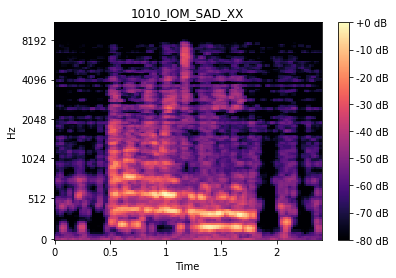 1010_IOM_SAD_XX
8192
4096
2048
1024
512
0
Hz
0 0.5 1 1.5 2
Time
+0 dB
-10 dB
-20 dB
-30 dB
-40 dB
-50 dB
-60 dB
-70 dB
-80 dB